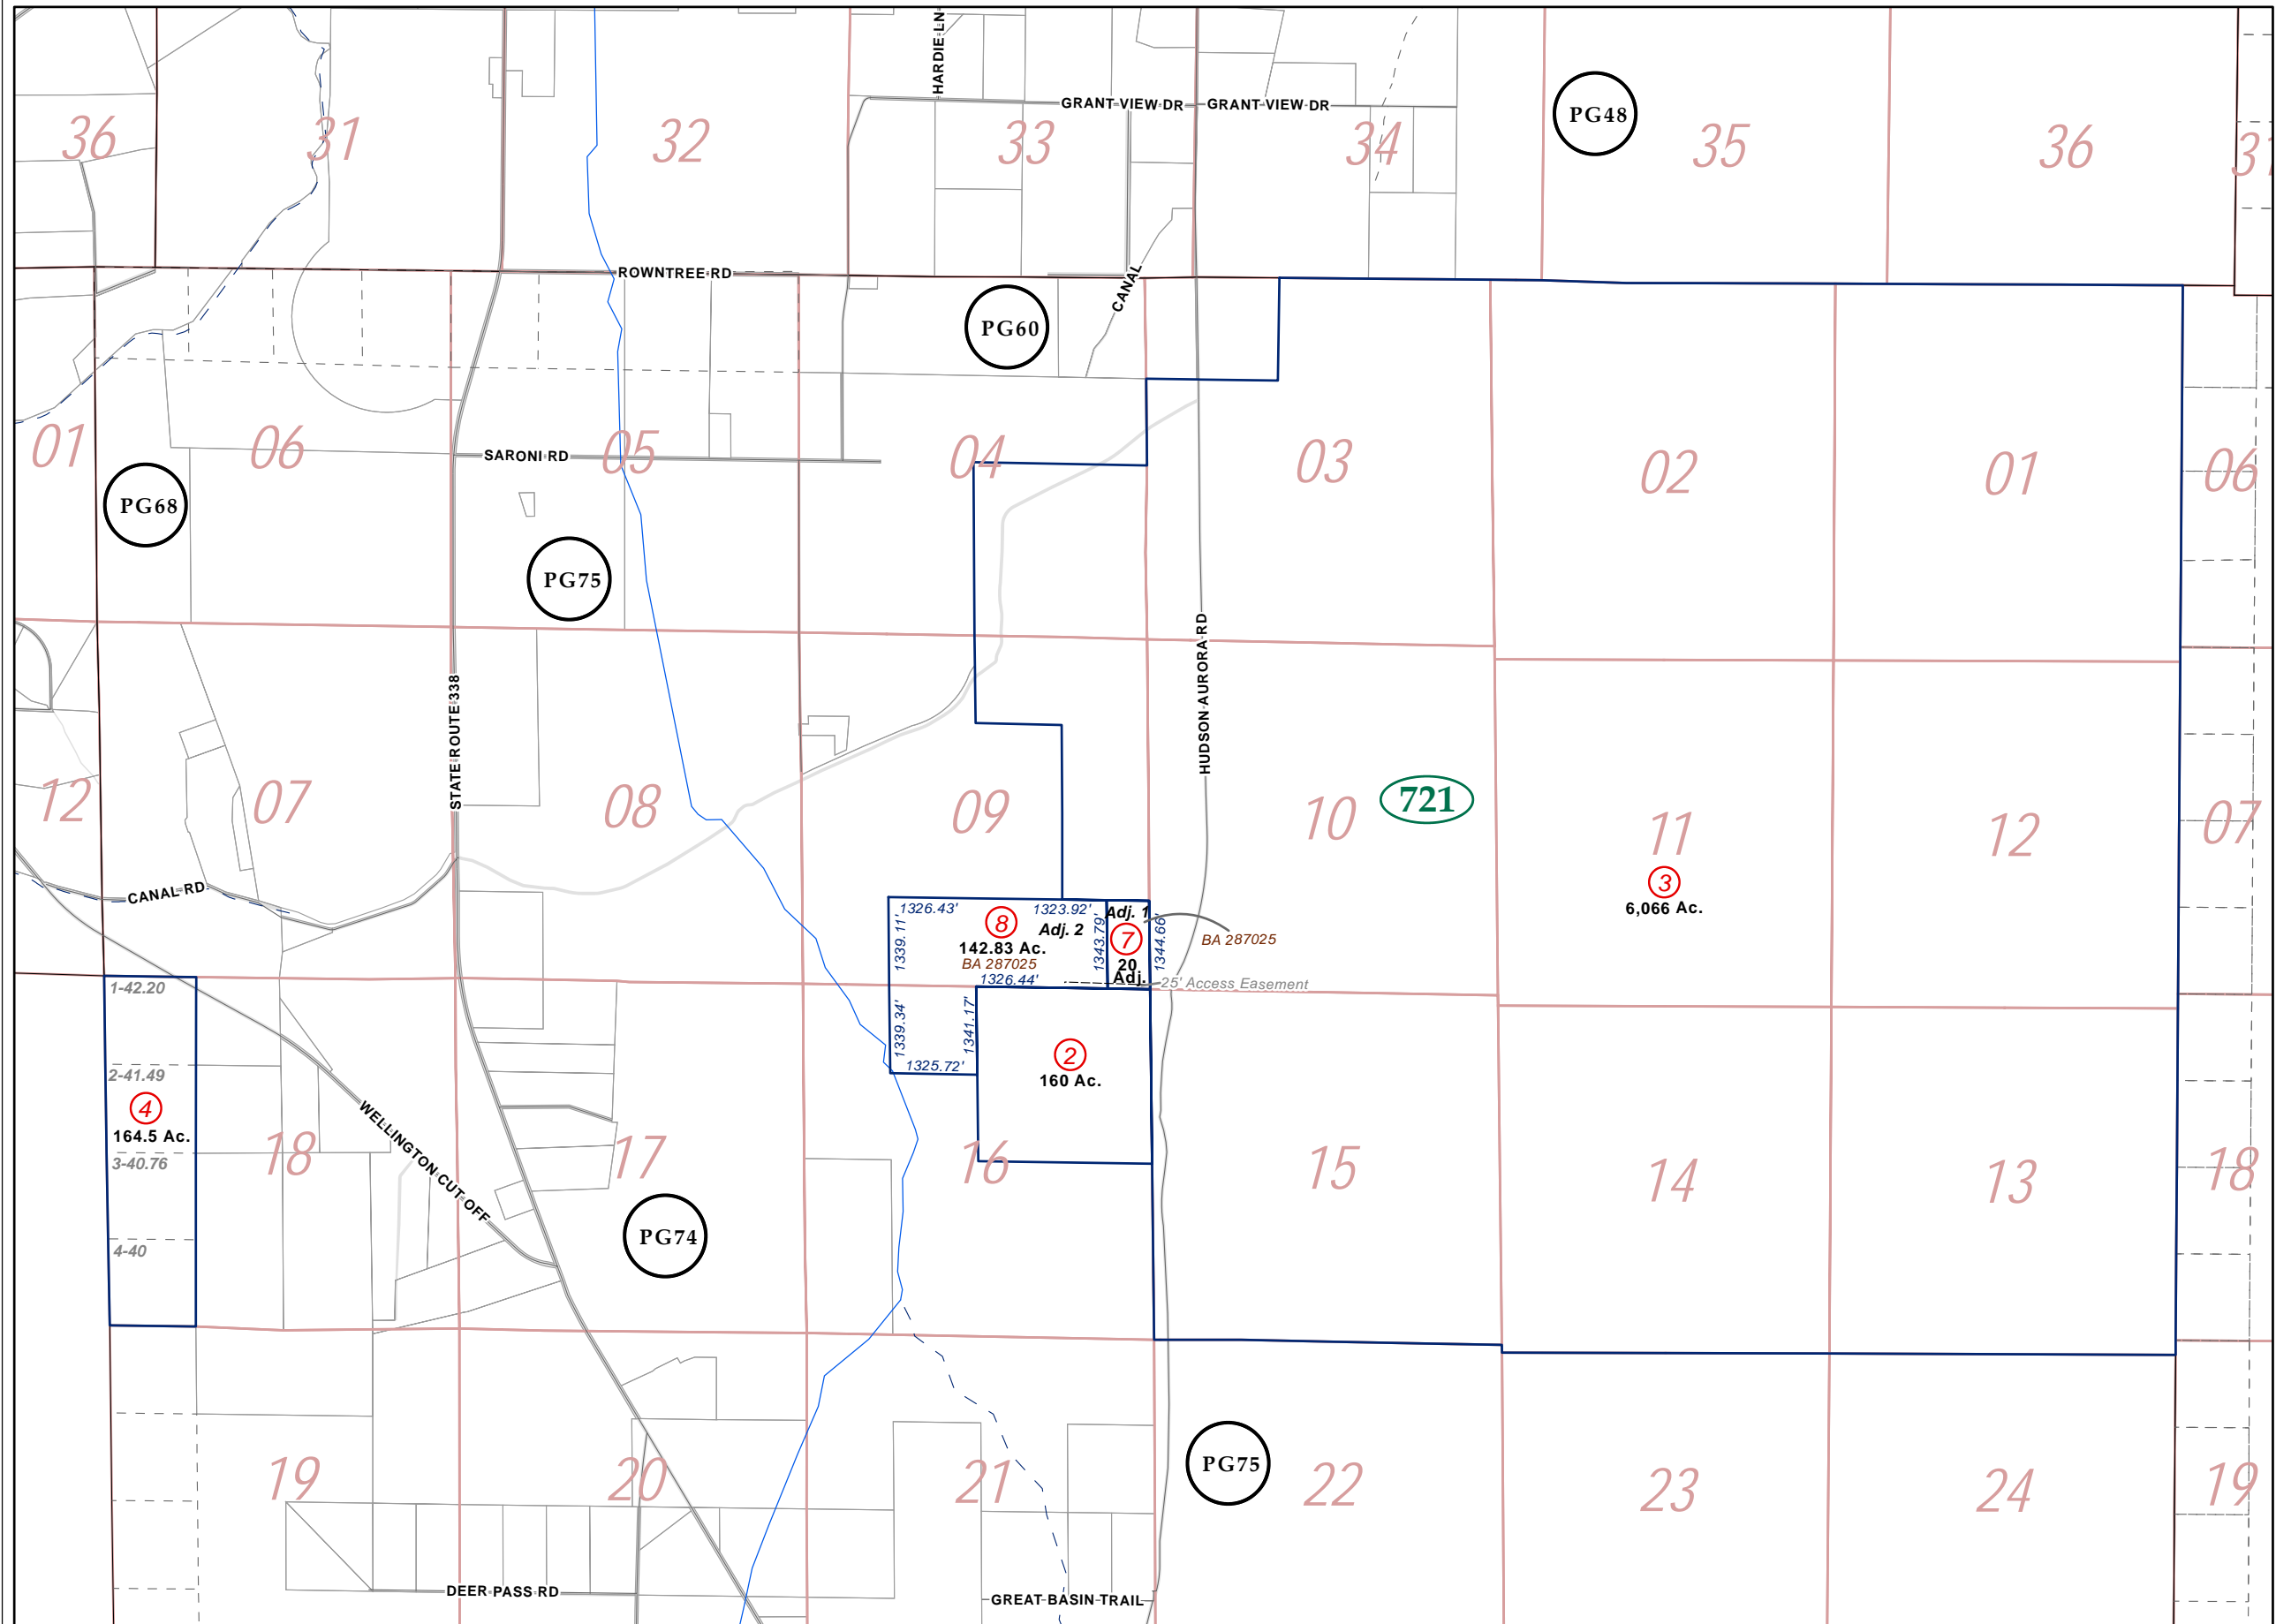 HARDIE LN
GRANT VIEW DR
GRANT VIEW DR
PG48
36
31
32
33
34
35
36
31
ROWNTREE RD
CANAL
PG60
01
06
SARONI RD
05
04
03
02
01
06
PG68
PG75
STATE ROUTE 338
HUDSON AURORA RD
12
07
08
09
10
721
11
12
07
3
6,066 Ac.
CANAL RD
1326.43'
8
1323.92'
Adj. 1
Adj. 2
7
142.83 Ac.
BA 287025
1339.11'
1343.79'
1344.66'
BA 287025
20
Adj.
1326.44'
25' Access Easement
1-42.20
1339.34'
1341.17'
2-41.49
1325.72'
2
160 Ac.
4
164.5 Ac.
3-40.76
WELLINGTON CUT OFF
18
17
16
15
14
13
18
4-40
PG74
PG75
19
20
21
22
23
24
19
DEER PASS RD
GREAT BASIN TRAIL